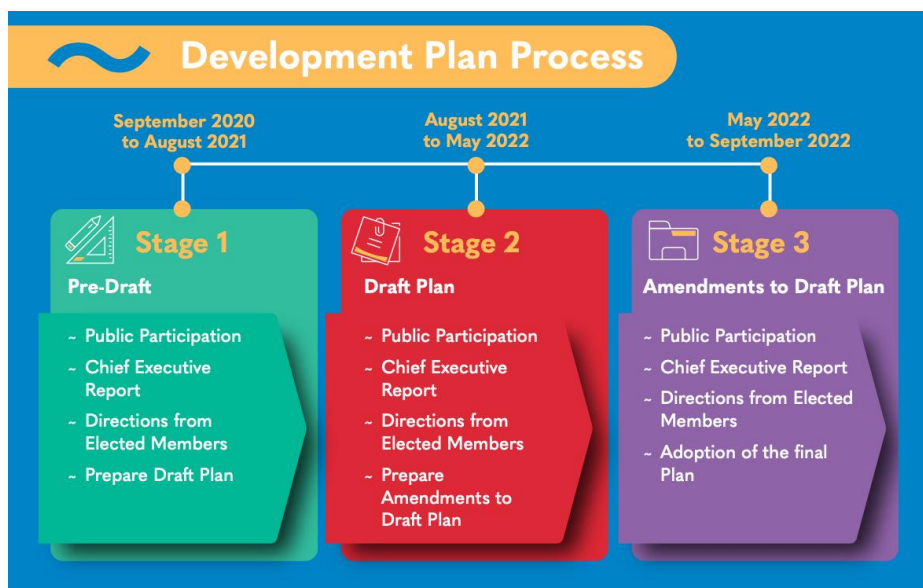 Development Plan Process
September 2020
to August 2021
August 2021
to May 2022
May 2022
to September 2022
Stage 1
Pre-Draft
~ Public Participation
~ Chief Executive
Report
~ Directions from
Elected Members
~ Prepare Draft Plan
Stage 2
Draft Plan
~ Public Participation
~ Chief Executive
Report
~ Directions from
Elected Members
~ Prepare
Amendments to
Draft Plan
Stage 3
Amendments to Draft Plan
~ Public Participation
~ Chief Executive Report
~ Directions from Elected
Members
~ Adoption of the final
Plan